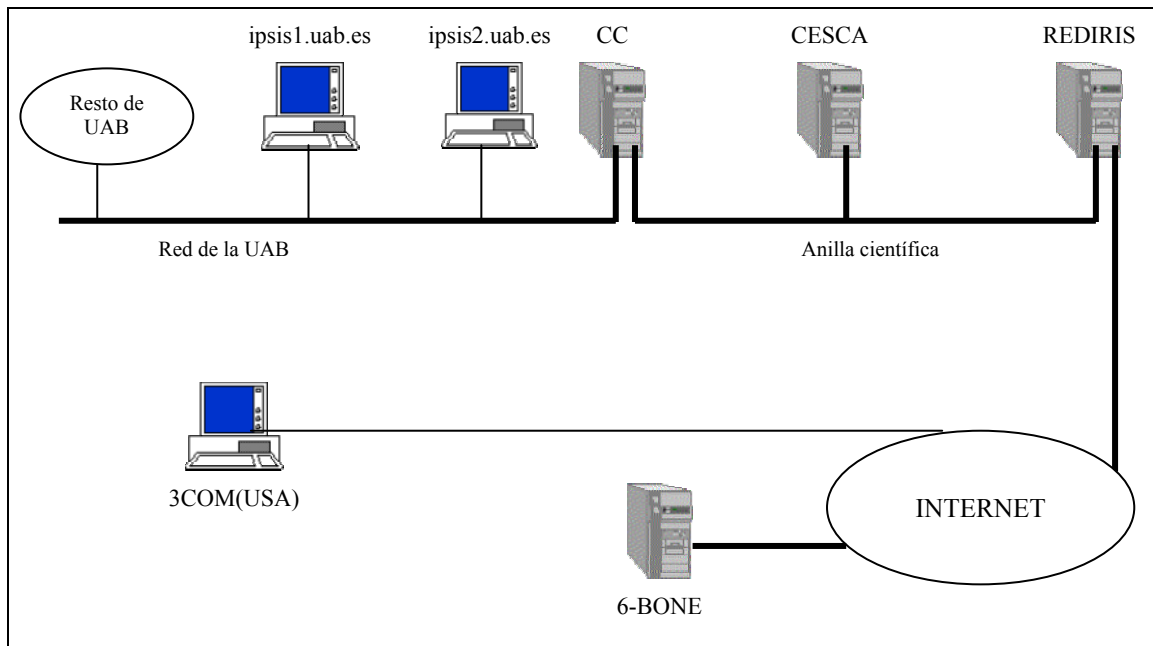 ipsis1.uab.es
ipsis2.uab.es
CC
CESCA
REDIRIS
Resto de
UAB
Red de la UAB
Anilla científica
3COM(USA)
INTERNET
6-BONE